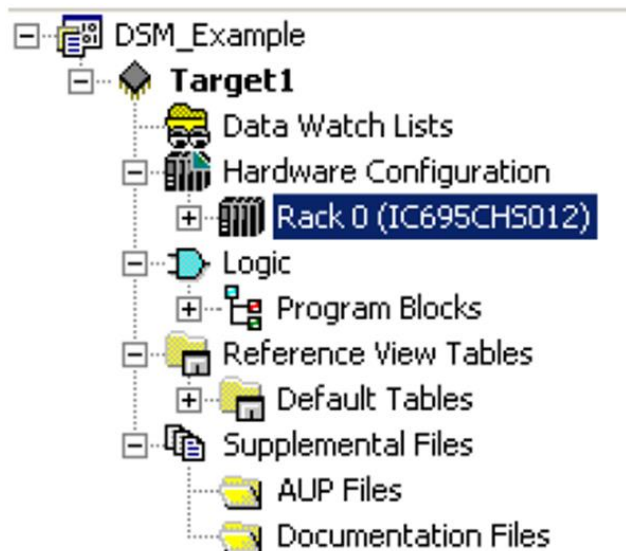 DSM_Example
Target1
Data Watch Lists
Hardware Configuration
Rack 0 (IC695CHS012)
Logic
Program Blocks
Reference View Tables
Default Tables
Supplemental Files
AUP Files
Documentation Files